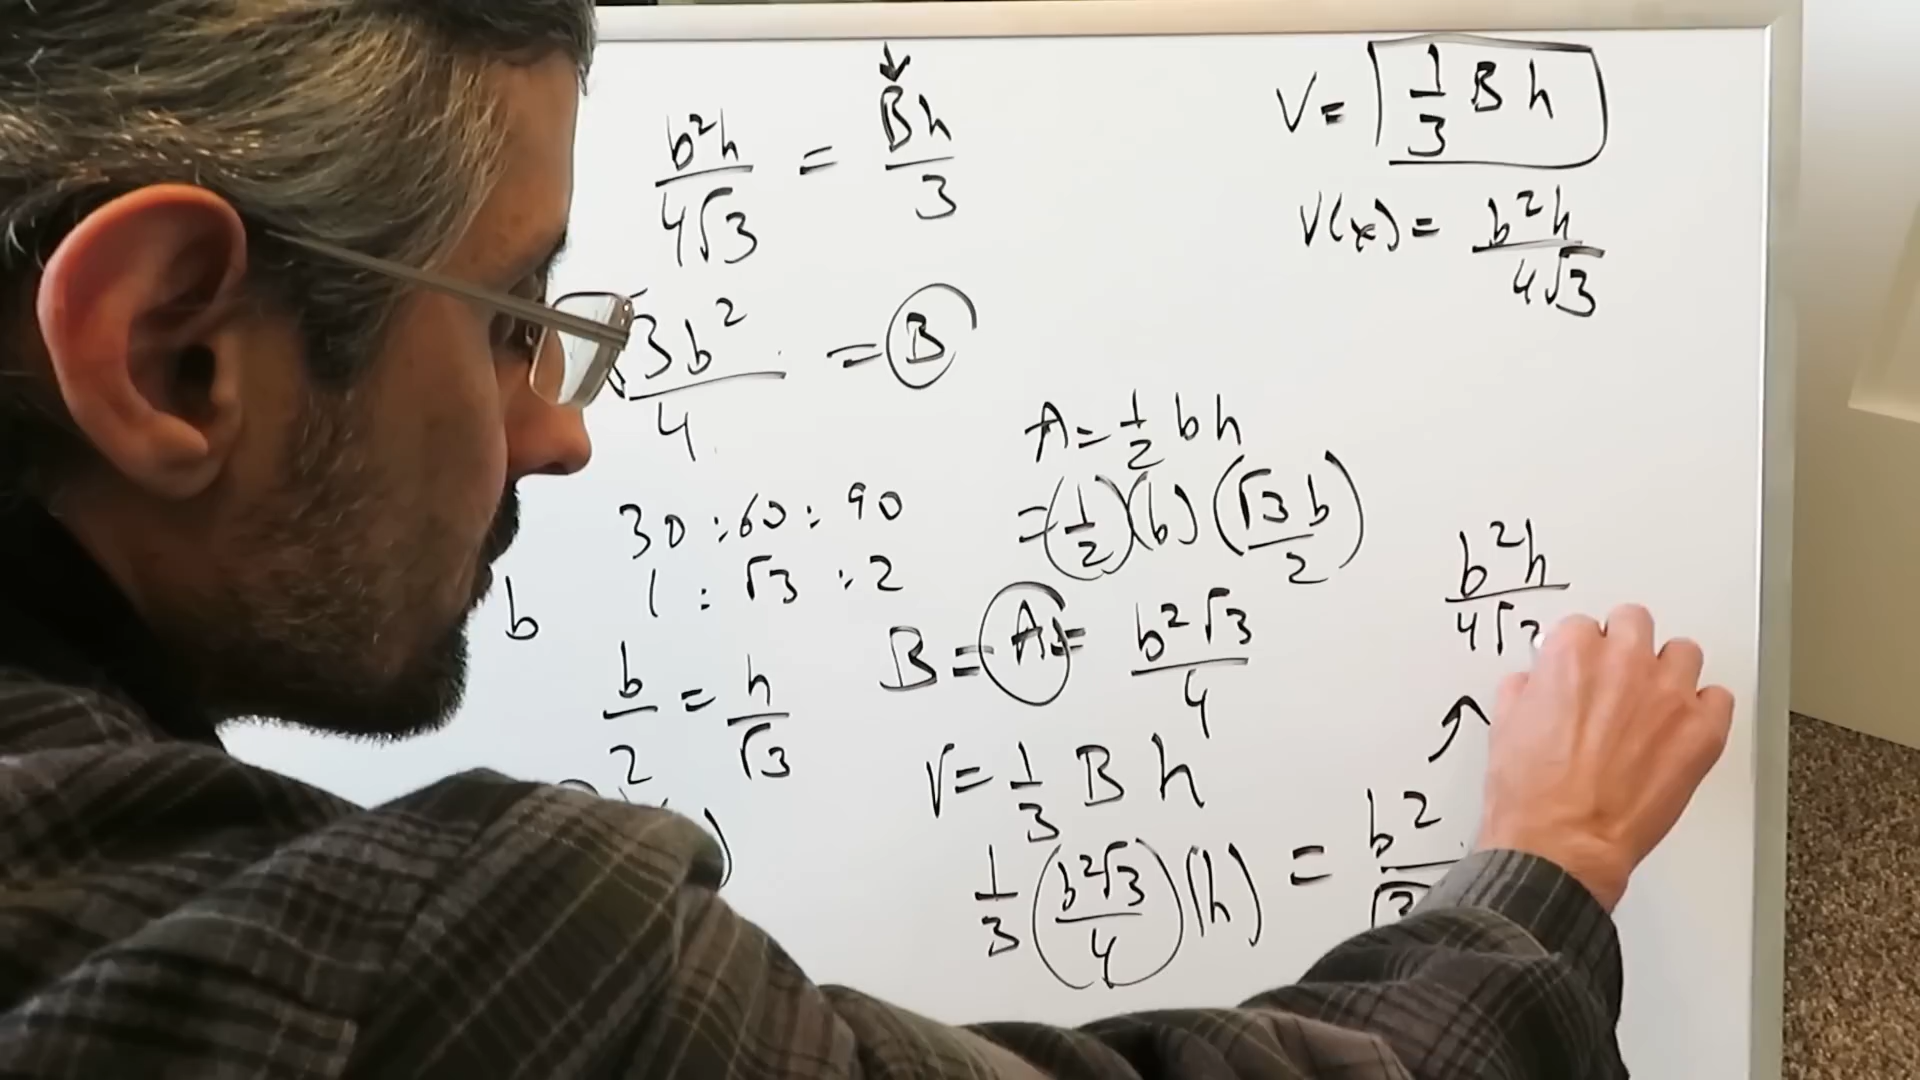 b²h/4√3 = Bh/3
√3b²/4 = B
30 : 60 : 90
1 : √3 : 2
b
b/2 = h/√3
V = 1/3 B h
V(x) = b²h/4√3
A = 1/2 b h
= (1/2)(b)(√3 b/2)
B = A = b²√3/4
V = 1/3 B h
1/3 (b²√3/4)(h) = b²
b²h/4√3